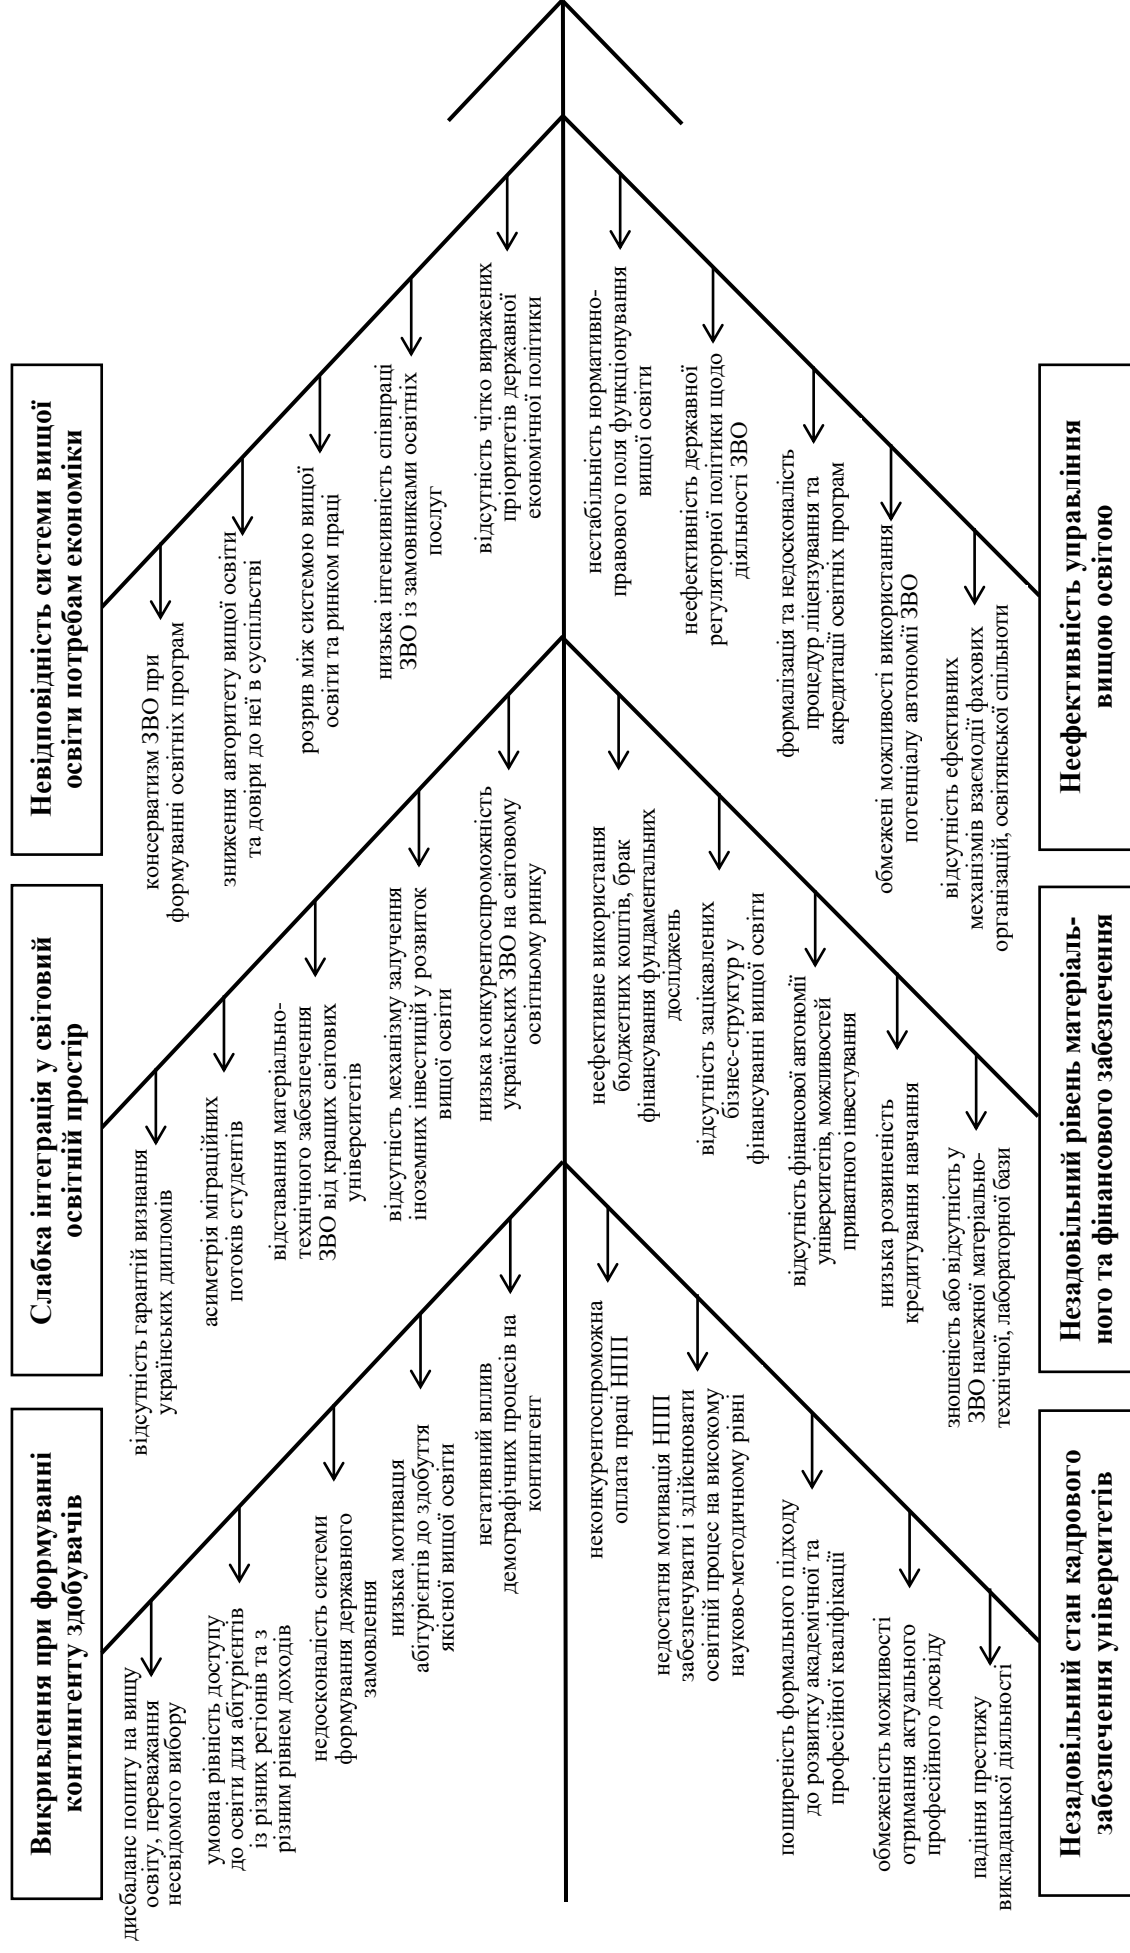 Викривлення при формуванні
контингенту здобувачів
дисбаланс попиту на вищу
освіту, переважання
несвідомого вибору
умовна рівність доступу
до освіти для абітурієнтів
із різних регіонів та з
різним рівнем доходів
недосконалість системи
формування державного
замовлення
низька мотивація
абітурієнтів до здобуття
якісної вищої освіти
негативний вплив
демографічних процесів на
контингент
Слабка інтеграція у світовий
освітній простір
відсутність гарантій визнання
українських дипломів
асиметрія міграційних
потоків студентів
відставання матеріально-
технічного забезпечення
ЗВО від кращих світових
університетів
відсутність механізму залучення
іноземних інвестицій у розвиток
вищої освіти
низька конкурентоспроможність
українських ЗВО на світовому
освітньому ринку
Невідповідність системи вищої
освіти потребам економіки
консерватизм ЗВО при
формуванні освітніх програм
зниження авторитету вищої освіти
та довіри до неї в суспільстві
розрив між системою вищої
освіти та ринком праці
низька інтенсивність співпраці
ЗВО із замовниками освітніх
послуг
відсутність чітко виражених
пріоритетів державної
економічної політики
неконкурентоспроможна
оплата праці НПП
недостатня мотивація НПП
забезпечувати і здійснювати
освітній процес на високому
науково-методичному рівні
поширеність формального підходу
до розвитку академічної та
професійної кваліфікації
обмеженість можливості
отримання актуального
професійного досвіду
падіння престижу
викладацької діяльності
Незадовільний стан кадрового
забезпечення університетів
неефективне використання
бюджетних коштів, брак
фінансування фундаментальних
досліджень
відсутність зацікавлених
бізнес-структур у
фінансуванні вищої освіти
відсутність фінансової автономії
університетів, можливостей
приватного інвестування
низька розвиненість
кредитування навчання
зношеність або відсутність у
ЗВО належної матеріально-
технічної, лабораторної бази
Незадовільний рівень матеріаль-
ного та фінансового забезпечення
нестабільність нормативно-
правового поля функціонування
вищої освіти
неефективність державної
регуляторної політики щодо
діяльності ЗВО
формалізація та недосконалість
процедур ліцензування та
акредитації освітніх програм
обмежені можливості використання
потенціалу автономії ЗВО
відсутність ефективних
механізмів взаємодії фахових
організацій, освітянської спільноти
Неефективність управління
вищою освітою